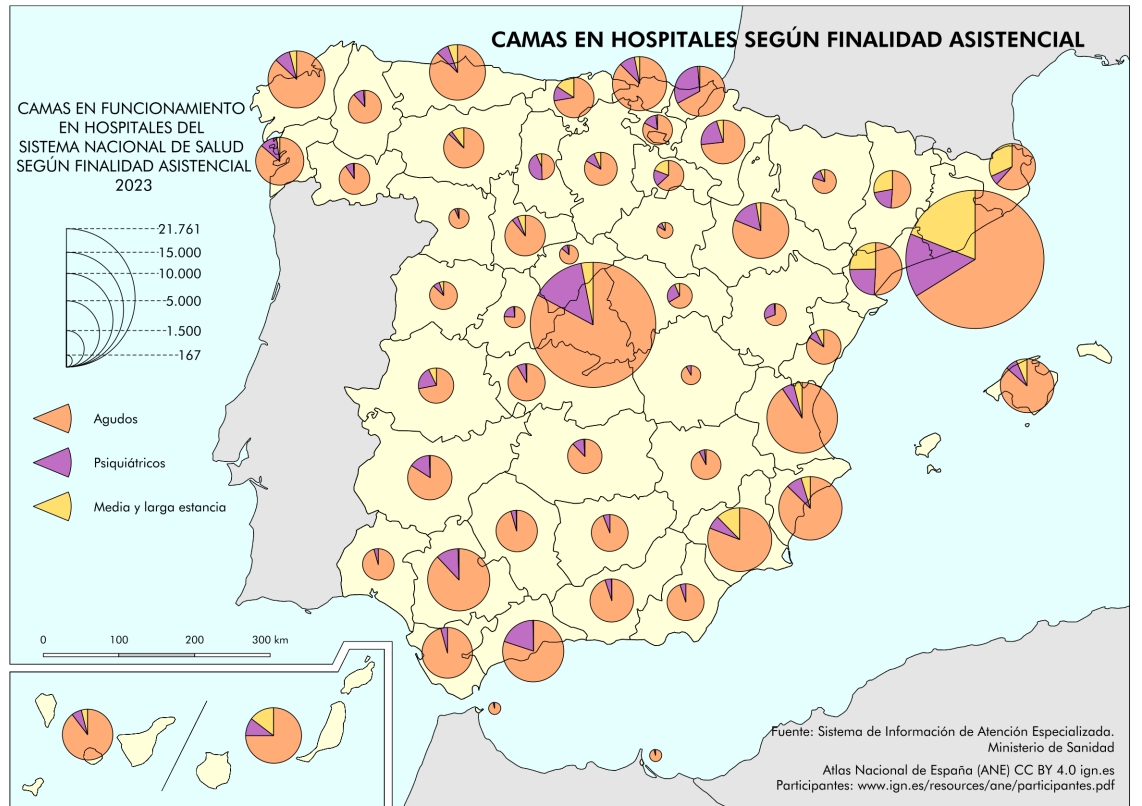 CAMAS EN HOSPITALES SEGÚN FINALIDAD ASISTENCIAL
CAMAS EN FUNCIONAMIENTO
EN HOSPITALES DEL
SISTEMA NACIONAL DE SALUD
SEGÚN FINALIDAD ASISTENCIAL
2023
21.761
15.000
10.000
5.000
1.500
167
Agudos
Psiquiátricos
Media y larga estancia
0 100 200 300 km
Fuente: Sistema de Información de Atención Especializada.
Ministerio de Sanidad
Atlas Nacional de España (ANE) CC BY 4.0 ign.es
Participantes: www.ign.es/resources/ane/participantes.pdf